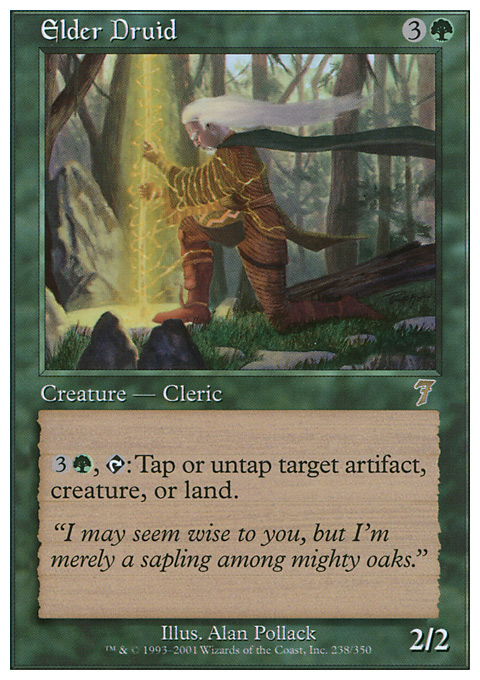 Elder Druid 3
Creature — Cleric 7
3, : Tap or untap target artifact,
creature, or land.
“I may seem wise to you, but I’m
merely a sapling among mighty oaks.”
Illus. Alan Pollack
™ & © 1993–2001 Wizards of the Coast, Inc. 238/350
2/2